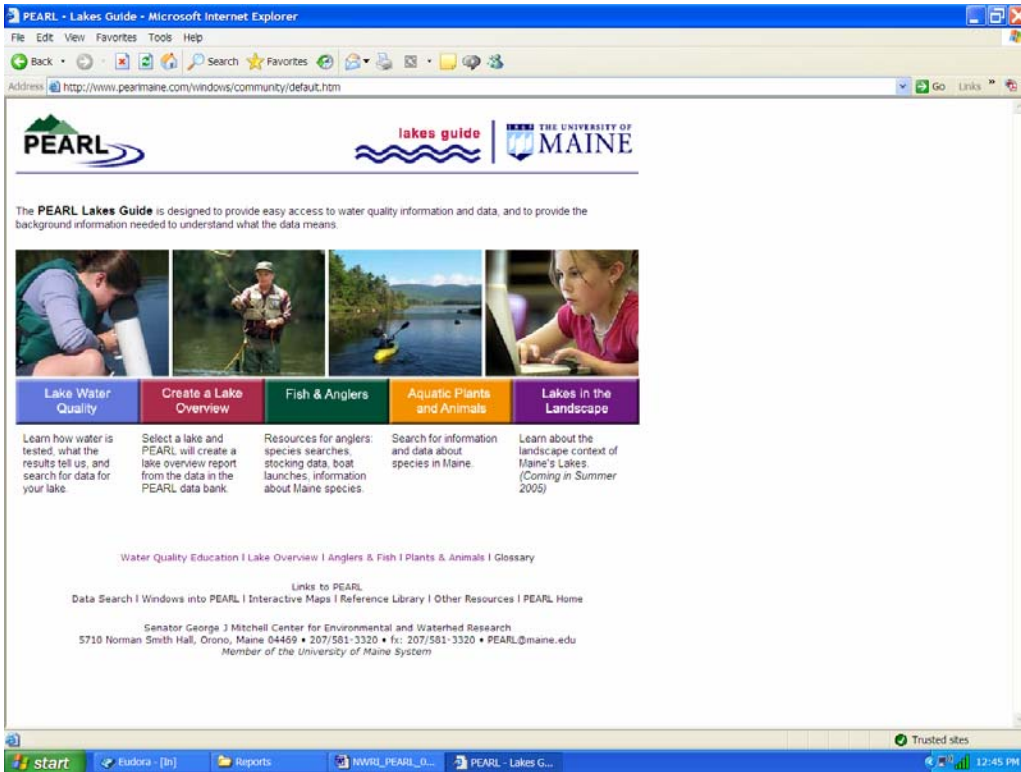 PEARL - Lakes Guide - Microsoft Internet Explorer
File Edit View Favorites Tools Help
Back Search Favorites
Address http://www.pearlmaine.com/windows/community/default.htm Go Links »
PEARL
lakes guide
1865 THE UNIVERSITY OF
MAINE
The PEARL Lakes Guide is designed to provide easy access to water quality information and data, and to provide the
background information needed to understand what the data means.
Lake Water
Quality
Create a Lake
Overview
Fish & Anglers
Aquatic Plants
and Animals
Lakes in the
Landscape
Learn how water is
tested, what the
results tell us, and
search for data for
your lake.
Select a lake and
PEARL will create a
lake overview report
from the data in the
PEARL data bank.
Resources for anglers:
species searches,
stocking data, boat
launches, information
about Maine species.
Search for information
and data about
species in Maine.
Learn about the
landscape context of
Maine's Lakes.
(Coming in Summer
2005)
Water Quality Education | Lake Overview | Anglers & Fish | Plants & Animals | Glossary
Links to PEARL
Data Search | Windows into PEARL | Interactive Maps | Reference Library | Other Resources | PEARL Home
Senator George J Mitchell Center for Environmental and Waterhed Research
5710 Norman Smith Hall, Orono, Maine 04469 • 207/581-3320 • fx: 207/581-3320 • PEARL@maine.edu
Member of the University of Maine System
Trusted sites
start Eudora - [In] Reports NWRI_PEARL_0... PEARL - Lakes G... 12:45 PM